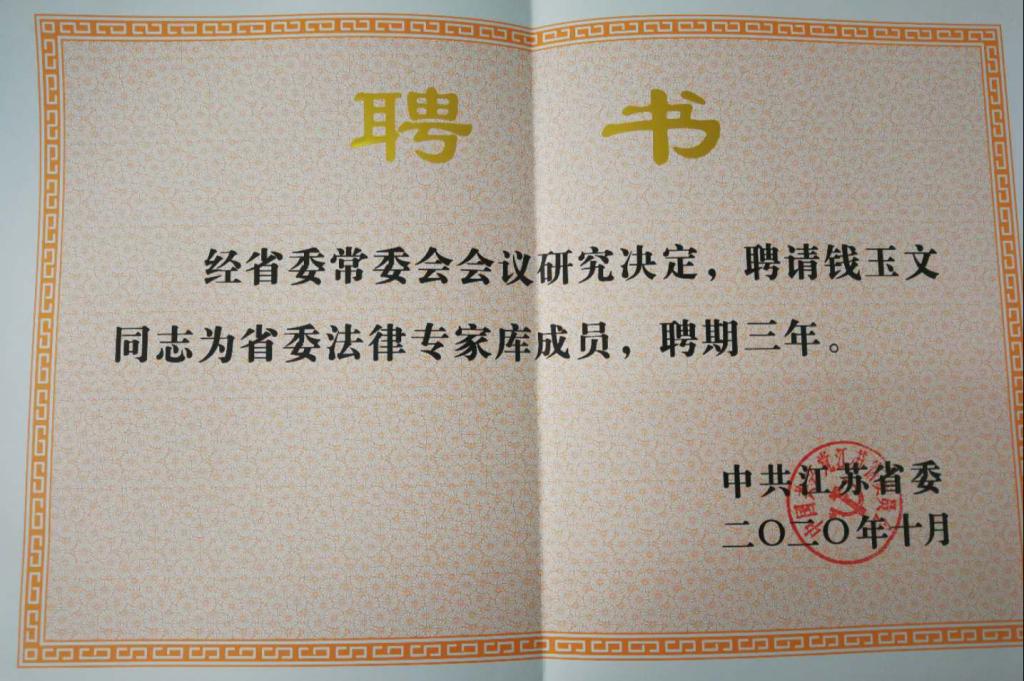 聘书
经省委常委会会议研究决定，聘请钱玉文
同志为省委法律专家库成员，聘期三年。
中共江苏省委
二〇二〇年十月